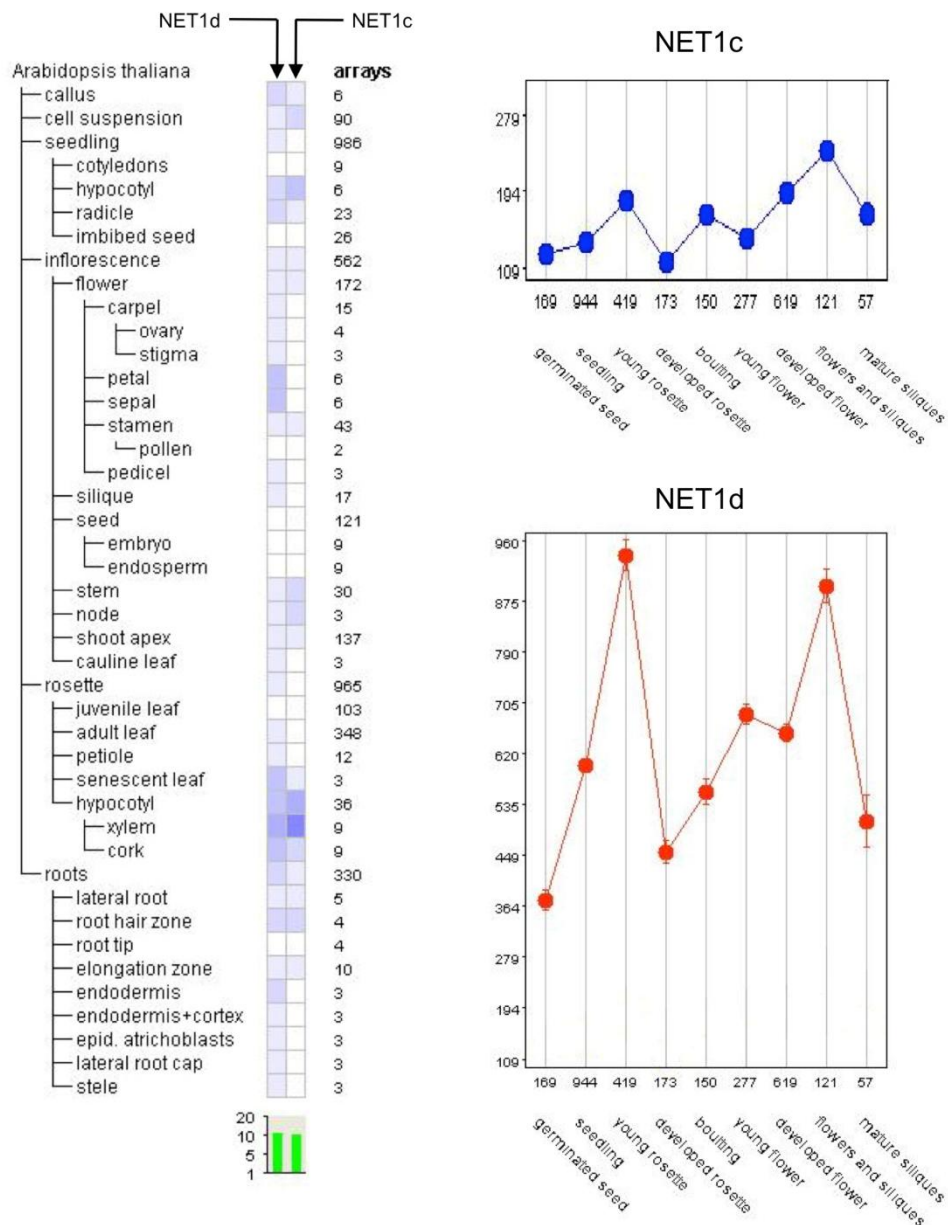 NET1d NET1c
Arabidopsis thaliana arrays
callus 6
cell suspension 90
seedling 986
cotyledons 9
hypocotyl 6
radicle 23
imbibed seed 26
inflorescence 562
flower 172
carpel 15
ovary 4
stigma 3
petal 6
sepal 6
stamen 43
pollen 2
pedicel 3
silique 17
seed 121
embryo 9
endosperm 9
stem 30
node 3
shoot apex 137
cauline leaf 3
rosette 965
juvenile leaf 103
adult leaf 348
petiole 12
senescent leaf 3
hypocotyl 36
xylem 9
cork 9
roots 330
lateral root 5
root hair zone 4
root tip 4
elongation zone 10
endodermis 3
endodermis+cortex 3
epid. atrichoblasts 3
lateral root cap 3
stele 3
20
10
5
1
NET1c
279
194
109
169 944 419 173 150 277 619 121 57
germinated seed
seedling
young rosette
developed rosette
boulting
young flower
developed flower
flowers and siliques
mature siliques
NET1d
960
875
790
705
620
535
449
364
279
194
109
169 944 419 173 150 277 619 121 57
germinated seed
seedling
young rosette
developed rosette
boulting
young flower
developed flower
flowers and siliques
mature siliques